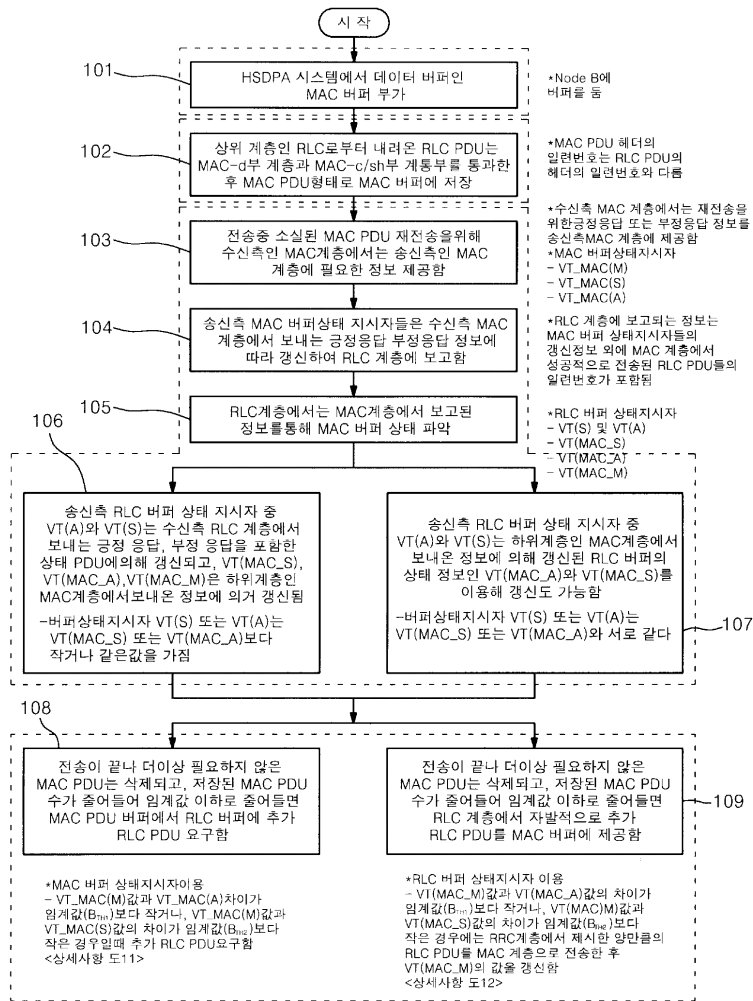 시 작
101
HSDPA 시스템에서 데이터 버퍼인
MAC 버퍼 부가
*Node B에
버퍼를 둠
102
상위 계층인 RLC로부터 내려온 RLC PDU는
MAC-d부 계층과 MAC-c/sh부 계통부를 통과한
후 MAC PDU형태로 MAC 버퍼에 저장
*MAC PDU 헤더의
일련번호는 RLC PDU의
헤더의 일련번호와 다름
103
전송중 소실된 MAC PDU 재전송을위해
수신측인 MAC계층에서는 송신측인 MAC
계층에 필요한 정보 제공함
*수신측 MAC 계층에서는 재전송을
위한긍정응답 또는 부정응답 정보를
송신측MAC 계층에 제공함
*MAC 버퍼상태지시자
- VT_MAC(M)
- VT_MAC(S)
- VT_MAC(A)
104
송신측 MAC 버퍼상태 지시자들은 수신측 MAC
계층에서 보내는 긍정응답 부정응답 정보에
따라 갱신하여 RLC 계층에 보고함
*RLC 계층에 보고되는 정보는
MAC 버퍼 상태지시자들의
갱신정보 외에 MAC 계층에서
성공적으로 전송된 RLC PDU들의
일련번호가 포함됨
105
RLC계층에서는 MAC계층에서 보고된
정보를통해 MAC 버퍼 상태 파악
*RLC 버퍼 상태지시자
- VT(S) 및 VT(A)
- VT(MAC_S)
- VT(MAC_A)
- VT(MAC_M)
106
송신측 RLC 버퍼 상태 지시자 중
VT(A)와 VT(S)는 수신측 RLC 계층에서
보내는 긍정 응답, 부정 응답을 포함한
상태 PDU에의해 갱신되고, VT(MAC_S),
VT(MAC_A),VT(MAC_M)은 하위계층인
MAC계층에서보내온 정보에 의거 갱신됨
-버퍼상태지시자 VT(S) 또는 VT(A)는
VT(MAC_S) 또는 VT(MAC_A)보다
작거나 같은값을 가짐
송신측 RLC 버퍼 상태 지시자 중
VT(A)와 VT(S)는 하위계층인 MAC계층에서
보내온 정보에 의해 갱신된 RLC 버퍼의
상태 정보인 VT(MAC_A)와 VT(MAC_S)를
이용해 갱신도 가능함
-버퍼상태지시자 VT(S) 또는 VT(A)는
VT(MAC_S) 또는 VT(MAC_A)와 서로 같다
107
108
전송이 끝나 더이상 필요하지 않은
MAC PDU는 삭제되고, 저장된 MAC PDU
수가 줄어들어 임계값 이하로 줄어들면
MAC PDU 버퍼에서 RLC 버퍼에 추가
RLC PDU 요구함
전송이 끝나 더이상 필요하지 않은
MAC PDU는 삭제되고, 저장된 MAC PDU
수가 줄어들어 임계값 이하로 줄어들면
RLC 계층에서 자발적으로 추가
RLC PDU를 MAC 버퍼에 제공함
109
*MAC 버퍼 상태지시자이용
- VT_MAC(M)값과 VT_MAC(A)차이가
임계값(B_TH1)보다 작거나, VT_MAC(M)값과
VT_MAC(S)값의 차이가 임계값(B_TH2)보다
작은 경우일때 추가 RLC PDU요구함
<상세사항 도11>
*RLC 버퍼 상태지시자 이용
- VT(MAC_M)값과 VT(MAC_A)값의 차이가
임계값(B_TH1)보다 작거나, VT(MAC)M)값과
VT(MAC_S)값의 차이가 임계값(B_TH2)보다
작은 경우에는 RRC계층에서 제시한 양만큼의
RLC PDU를 MAC 계층으로 전송한 후
VT(MAC_M)의 값을 갱신함
<상세사항 도12>